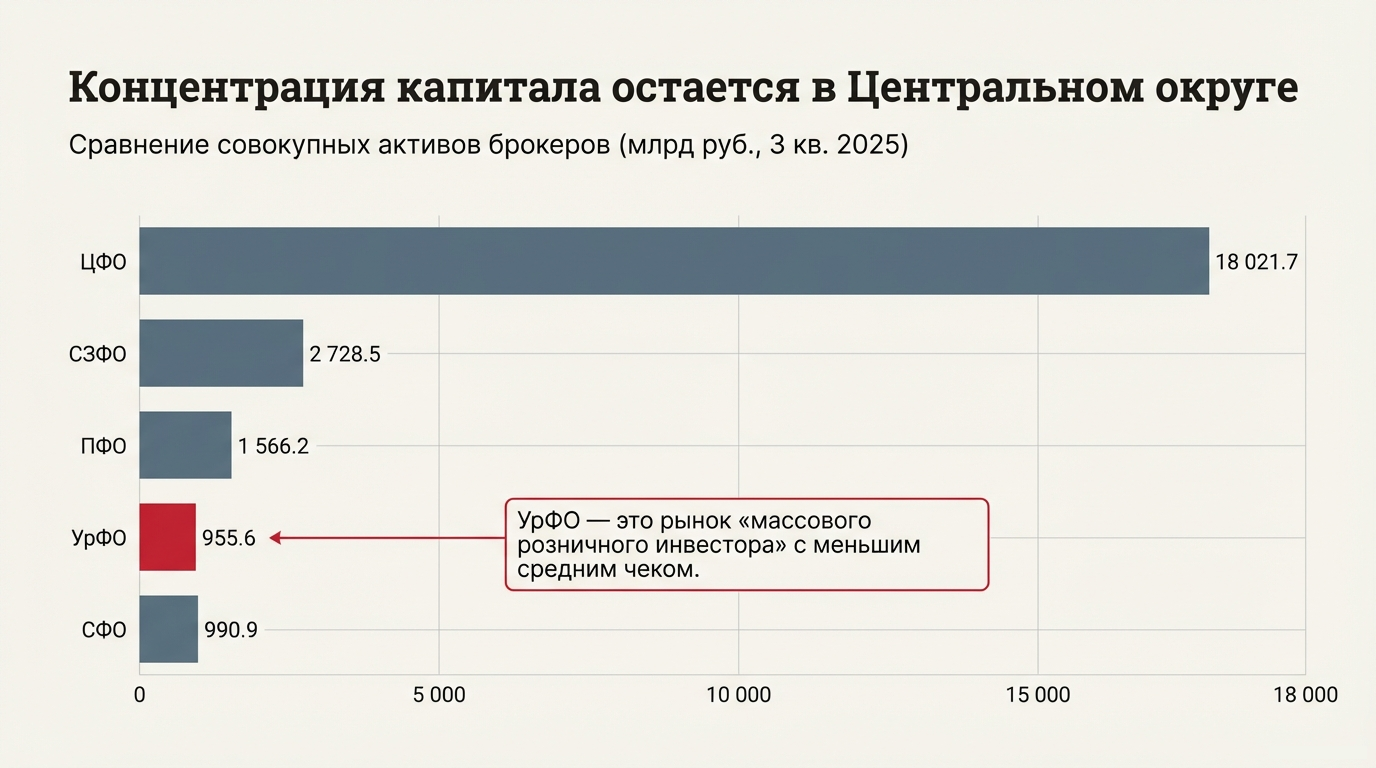 Концентрация капитала остается в Центральном округе
Сравнение совокупных активов брокеров (млрд руб., 3 кв. 2025)
ЦФО
18 021.7
СЗФО
2 728.5
ПФО
1 566.2
УрФО
955.6
УрФО — это рынок «массового
розничного инвестора» с меньшим
средним чеком.
СФО
990.9
0
5 000
10 000
15 000
18 000